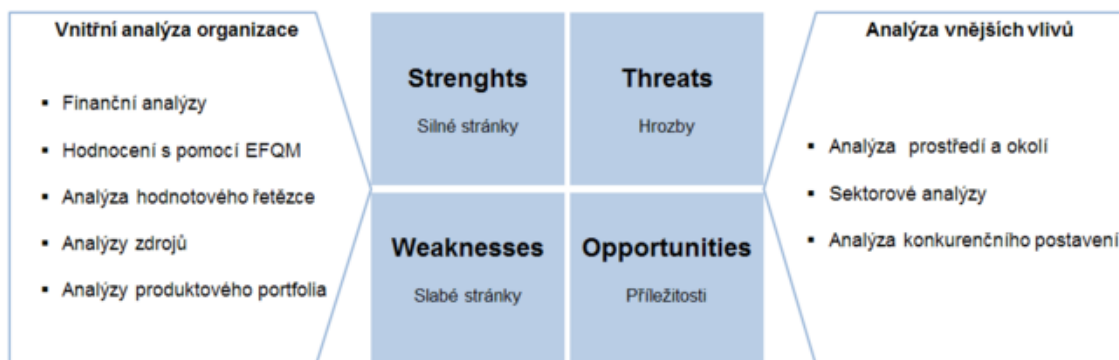 Vnitřní analýza organizace
▪ Finanční analýzy
▪ Hodnocení s pomocí EFQM
▪ Analýza hodnotového řetězce
▪ Analýzy zdrojů
▪ Analýzy produktového portfolia
Strenghts
Silné stránky
Threats
Hrozby
Weaknesses
Slabé stránky
Opportunities
Příležitosti
Analýza vnějších vlivů
▪ Analýza prostředí a okolí
▪ Sektorové analýzy
▪ Analýza konkurenčního postavení